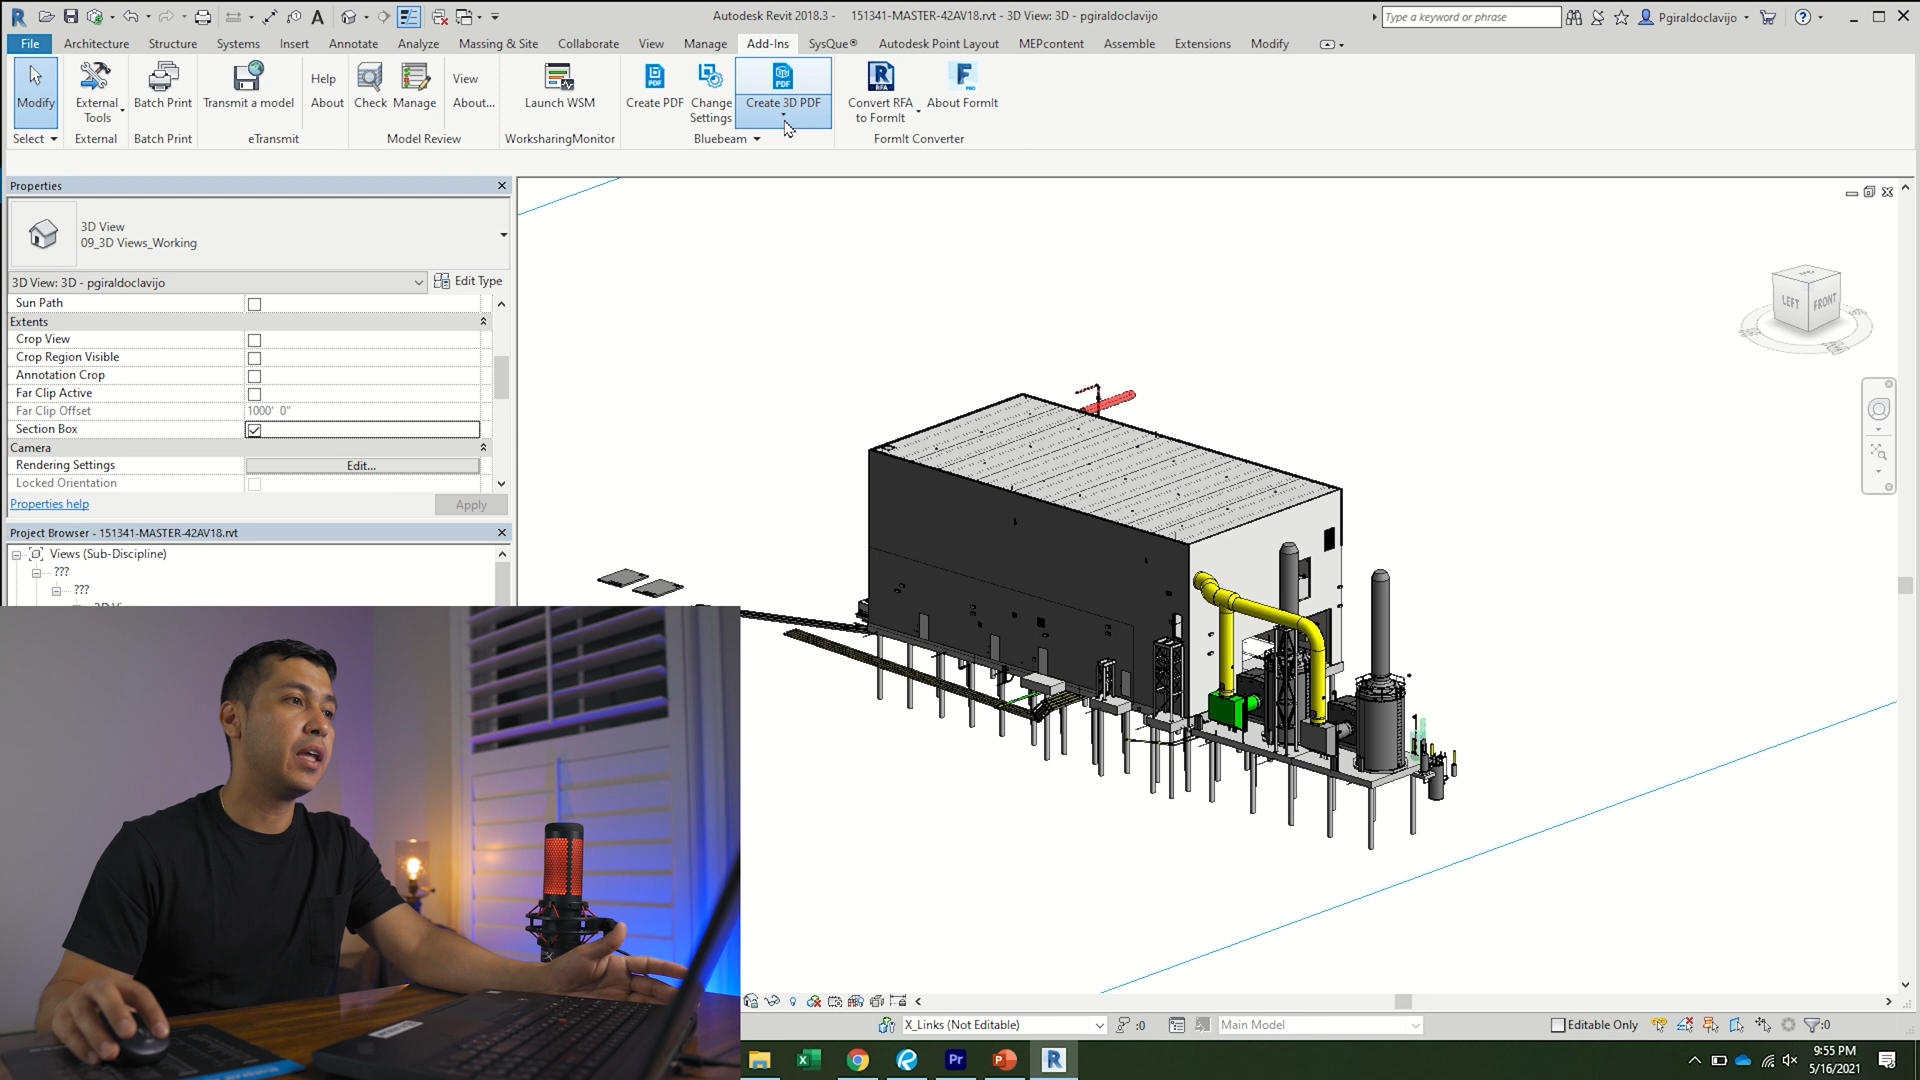 Autodesk Revit 2018.3 - 151341-MASTER-42AV18.rvt - 3D View: 3D - pgiraldoclavijo
Type a keyword or phrase
Pgiraldoclavijo
File Architecture Structure Systems Insert Annotate Analyze Massing & Site Collaborate View Manage Add-Ins SysQue® Autodesk Point Layout MEPcontent Assemble Extensions Modify
Modify
External Tools
Batch Print
Transmit a model
Help
About
Check
Manage
View
About...
Launch WSM
Create PDF
Change Settings
Create 3D PDF
Convert RFA to FormIt
About FormIt
Select External Batch Print eTransmit Model Review WorksharingMonitor Bluebeam FormIt Converter
Properties
3D View
09_3D Views_Working
3D View: 3D - pgiraldoclavijo
Edit Type
Sun Path
Extents
Crop View
Crop Region Visible
Annotation Crop
Far Clip Active
Far Clip Offset 1000' 0"
Section Box
Camera
Rendering Settings Edit...
Locked Orientation
Properties help
Apply
Project Browser - 151341-MASTER-42AV18.rvt
Views (Sub-Discipline)
???
???
LEFT
FRONT
X_Links (Not Editable)
:0
Main Model
Editable Only
:0
9:55 PM
5/16/2021